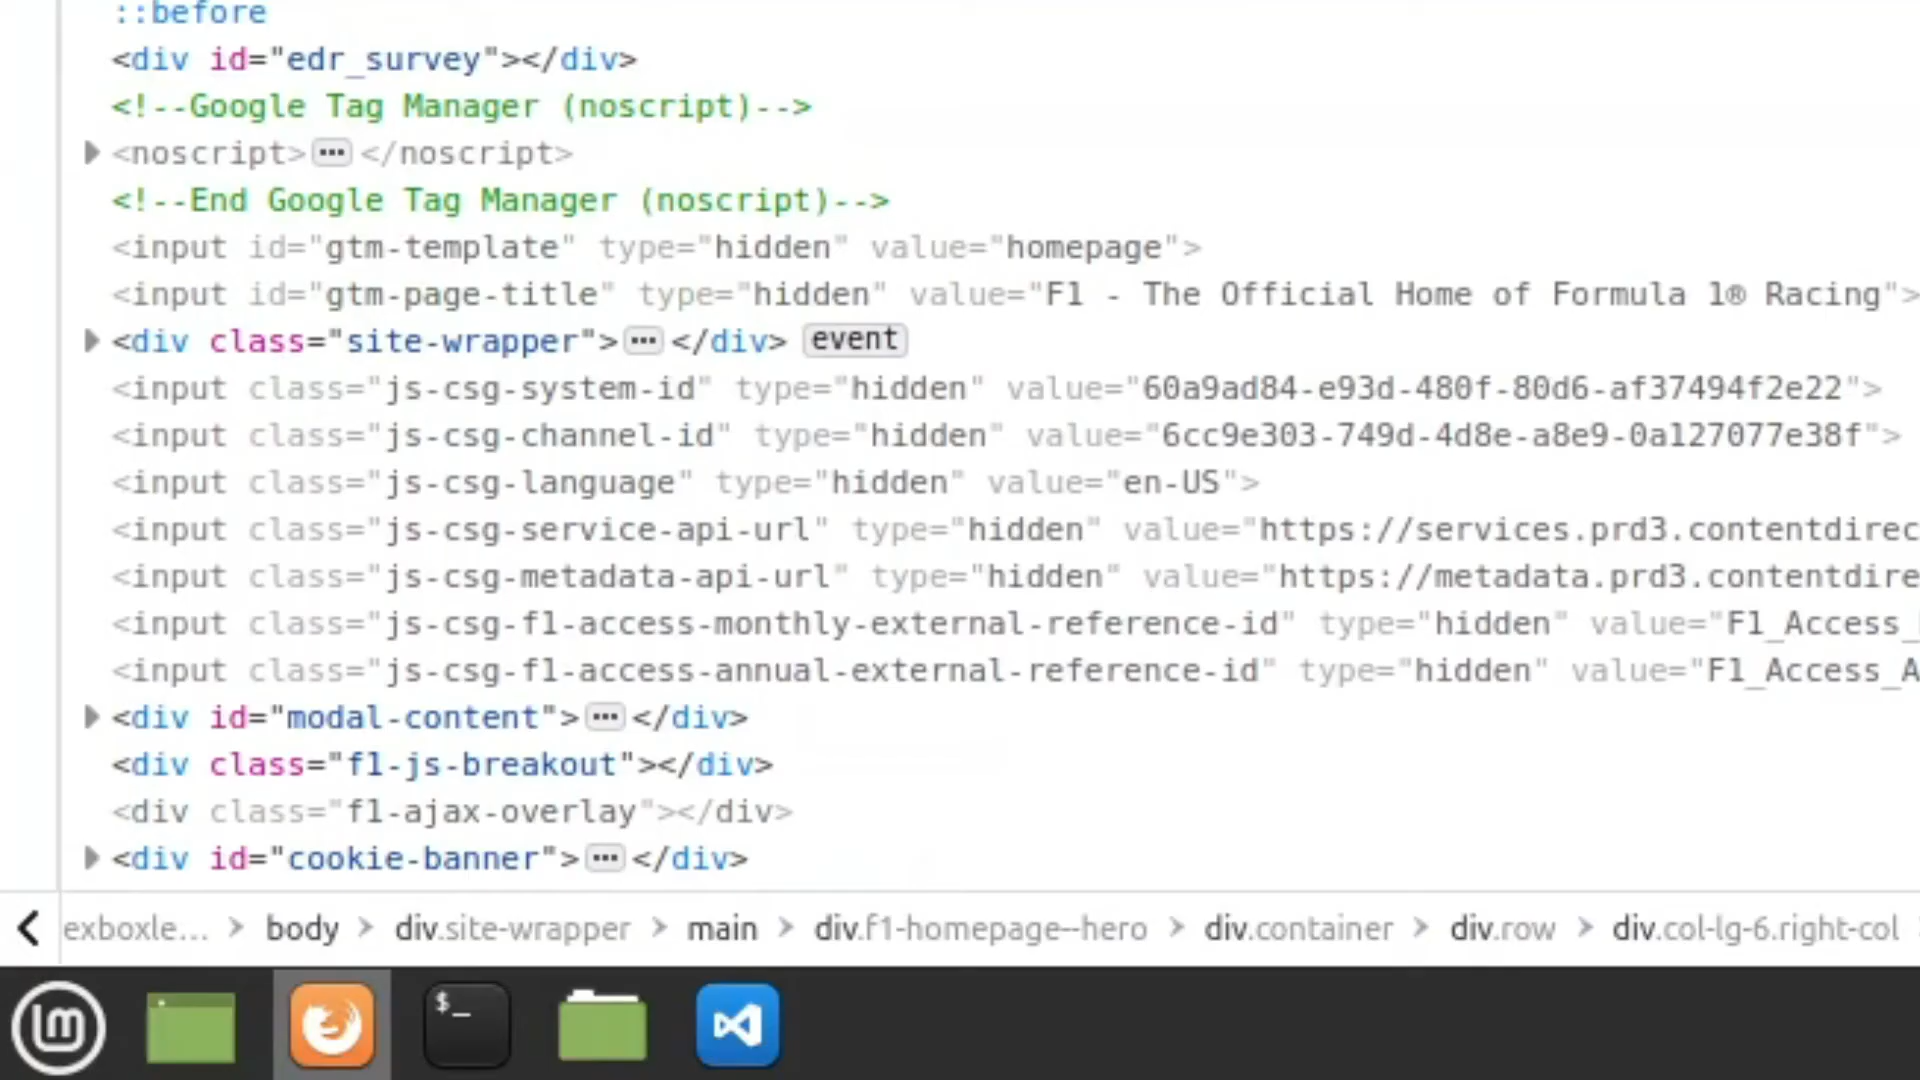 ::before
<div id="edr_survey"></div>
<!--Google Tag Manager (noscript)-->
<noscript>•••</noscript>
<!--End Google Tag Manager (noscript)-->
<input id="gtm-template" type="hidden" value="homepage">
<input id="gtm-page-title" type="hidden" value="F1 - The Official Home of Formula 1® Racing">
<div class="site-wrapper">•••</div> event
<input class="js-csg-system-id" type="hidden" value="60a9ad84-e93d-480f-80d6-af37494f2e22">
<input class="js-csg-channel-id" type="hidden" value="6cc9e303-749d-4d8e-a8e9-0a127077e38f">
<input class="js-csg-language" type="hidden" value="en-US">
<input class="js-csg-service-api-url" type="hidden" value="https://services.prd3.contentdirec
<input class="js-csg-metadata-api-url" type="hidden" value="https://metadata.prd3.contentdire
<input class="js-csg-f1-access-monthly-external-reference-id" type="hidden" value="F1_Access_
<input class="js-csg-f1-access-annual-external-reference-id" type="hidden" value="F1_Access_A
<div id="modal-content">•••</div>
<div class="f1-js-breakout"></div>
<div class="f1-ajax-overlay"></div>
<div id="cookie-banner">•••</div>
exboxle… > body > div.site-wrapper > main > div.f1-homepage--hero > div.container > div.row > div.col-lg-6.right-col
$_